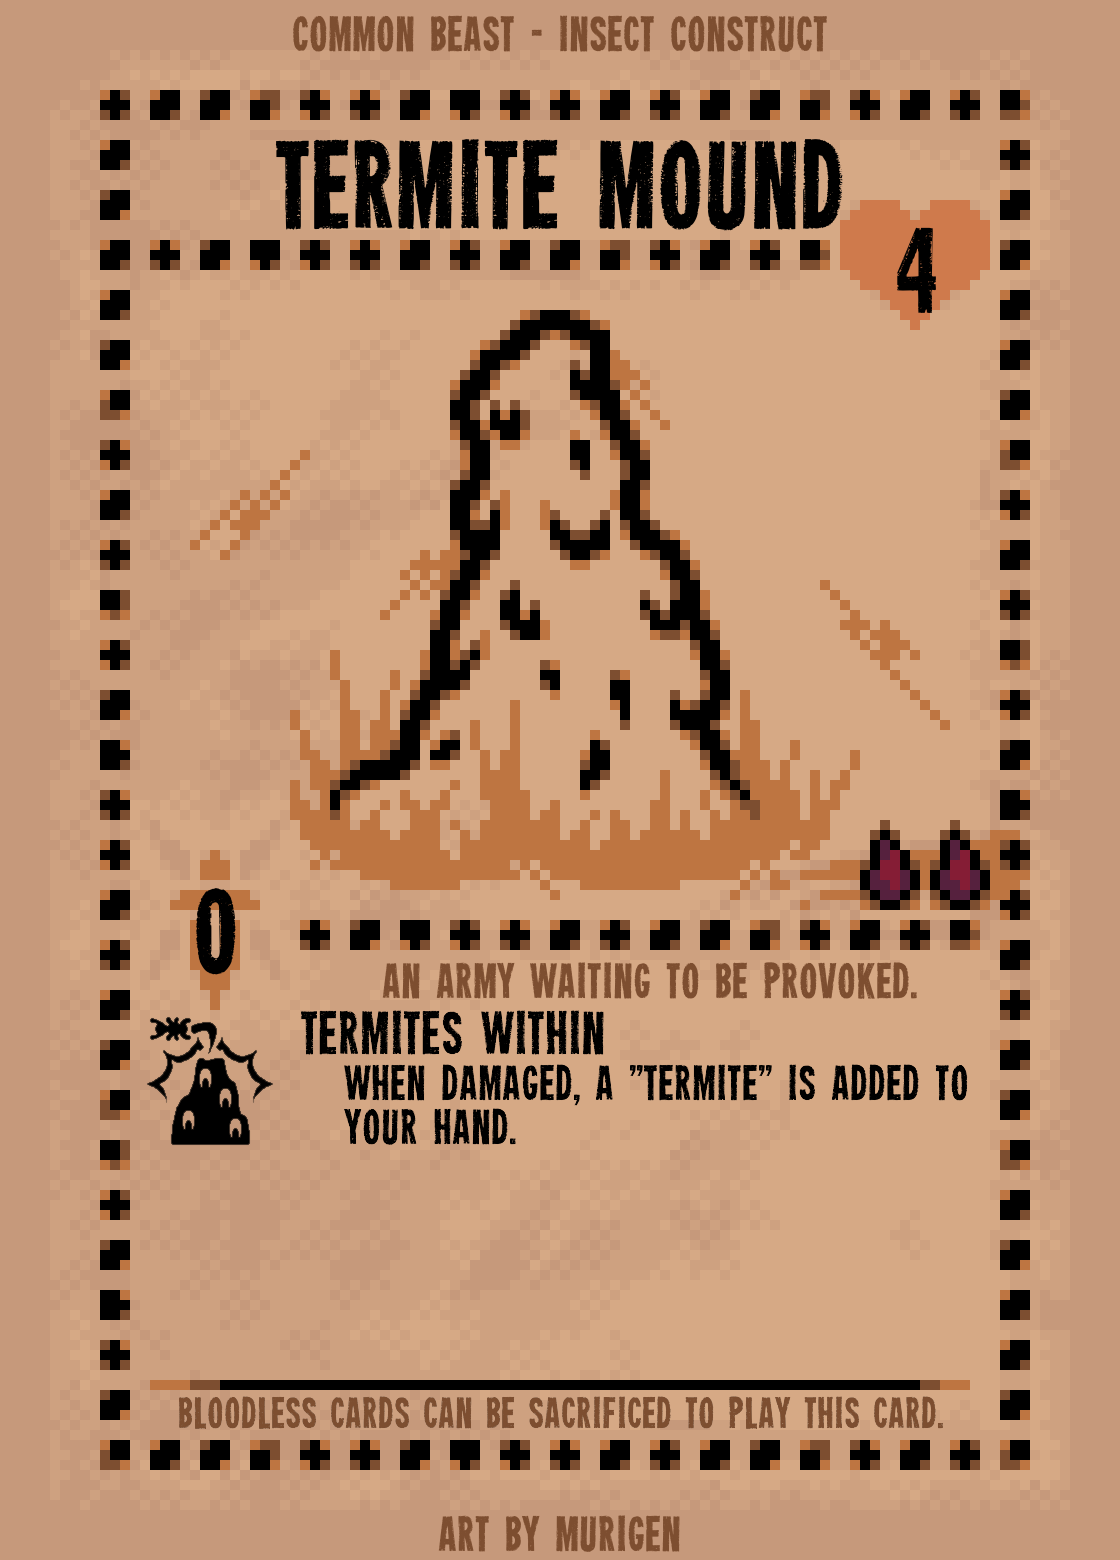 COMMON BEAST - INSECT CONSTRUCT
TERMITE MOUND
4
0
AN ARMY WAITING TO BE PROVOKED.
TERMITES WITHIN
WHEN DAMAGED, A "TERMITE" IS ADDED TO
YOUR HAND.
BLOODLESS CARDS CAN BE SACRIFICED TO PLAY THIS CARD.
ART BY MURIGEN